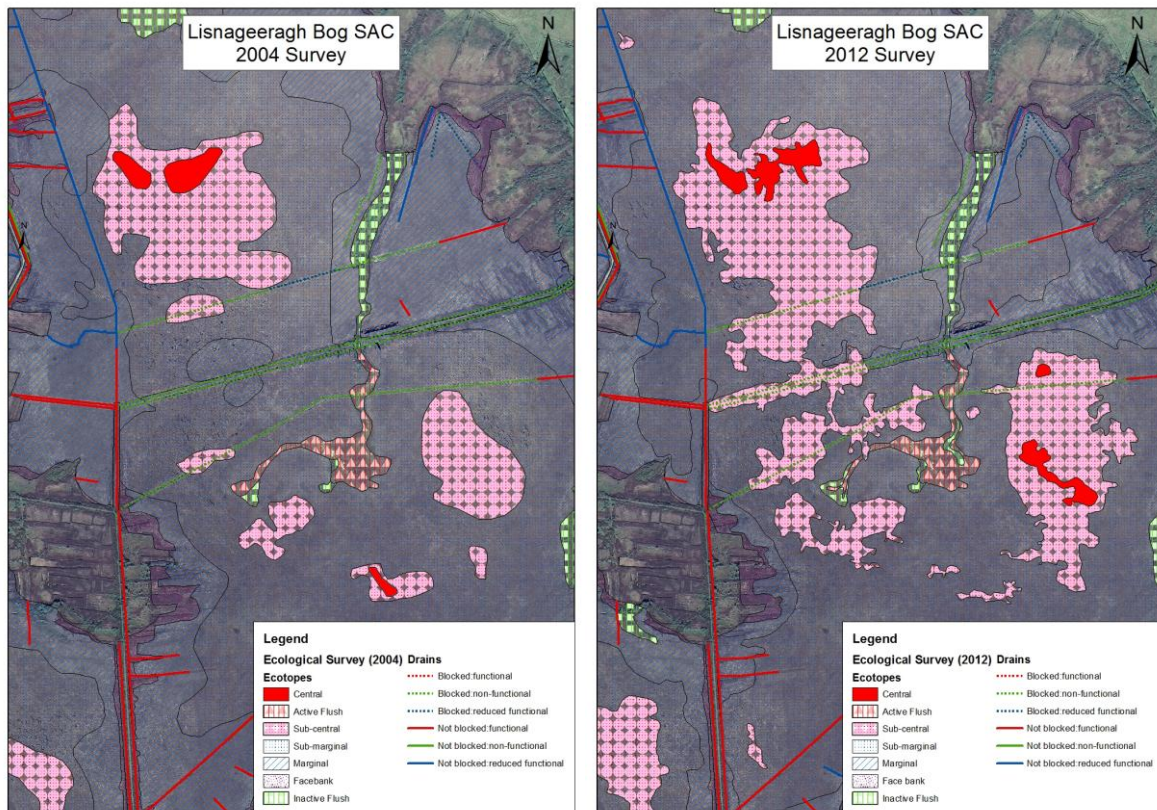 Lisnageeragh Bog SAC
2004 Survey
N
N
Legend
Ecological Survey (2004) Drains
Ecotopes
Central
Active Flush
Sub-central
Sub-marginal
Marginal
Facebank
Inactive Flush
Blocked:functional
Blocked:non-functional
Blocked:reduced functional
Not blocked:functional
Not blocked:non-functional
Not blocked:reduced functional
Lisnageeragh Bog SAC
2012 Survey
N
N
Legend
Ecological Survey (2012) Drains
Ecotopes
Central
Active Flush
Sub-central
Sub-marginal
Marginal
Face bank
Inactive Flush
Blocked:functional
Blocked:non-functional
Blocked:reduced functional
Not blocked:functional
Not blocked:non-functional
Not blocked:reduced functional